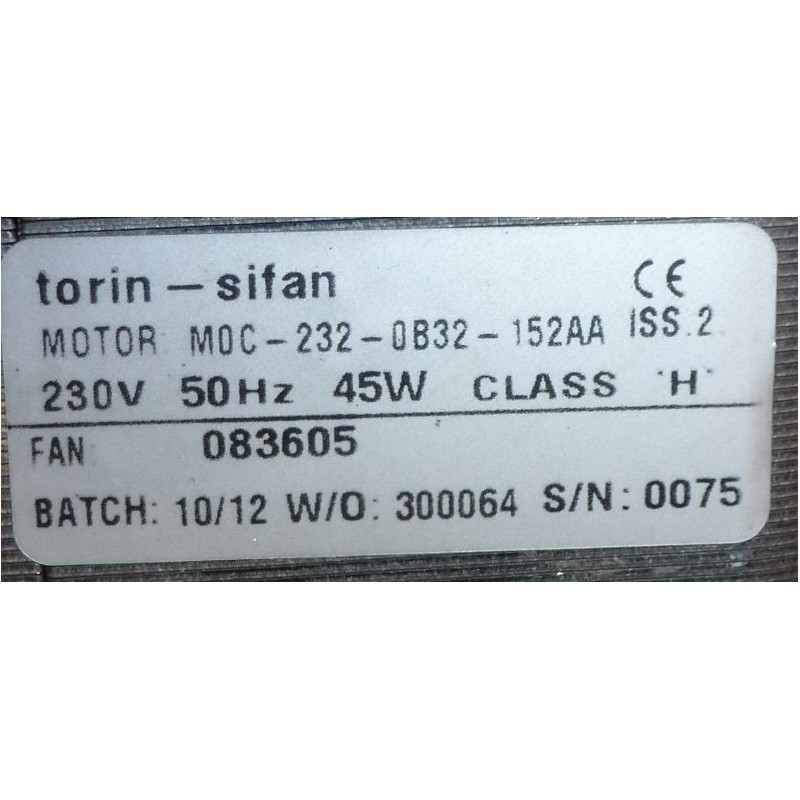 torin – sifan CE
MOTOR MOC-232-0B32-152AA ISS.2
230V 50Hz 45W CLASS 'H'
FAN 083605
BATCH: 10/12 W/O: 300064 S/N: 0075